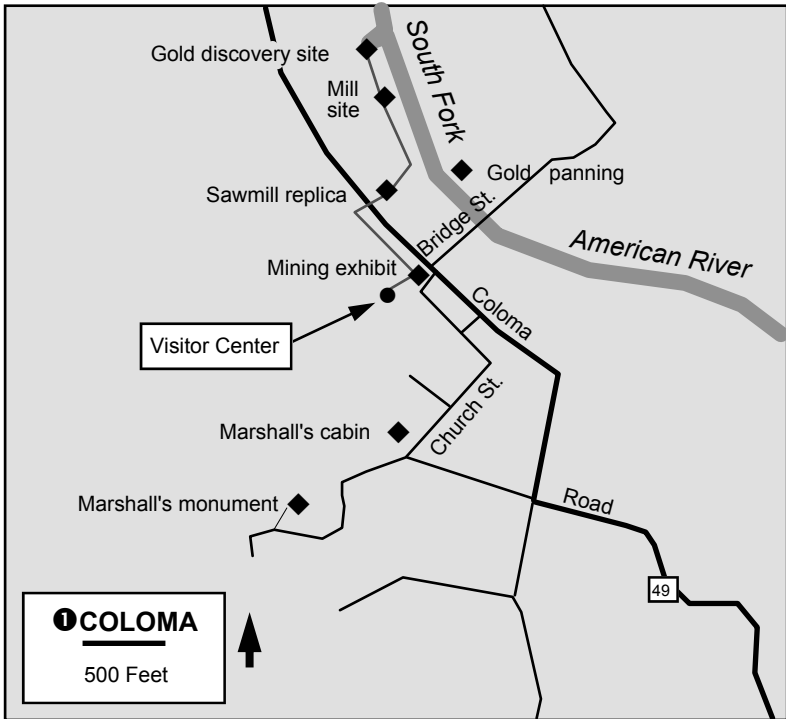 Gold discovery site
South Fork
Mill
site
Gold panning
Sawmill replica
Bridge St.
American River
Mining exhibit
Coloma
Visitor Center
Church St.
Marshall's cabin
Marshall's monument
Road
49
❶COLOMA
500 Feet